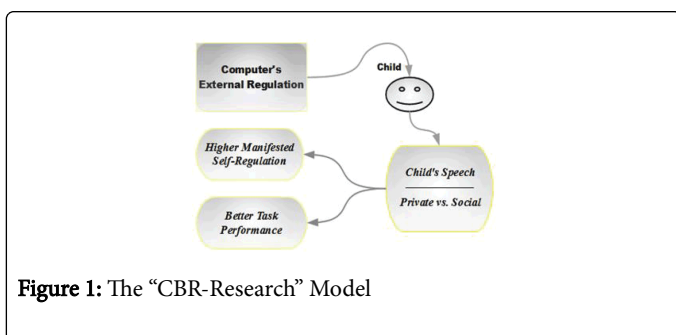 Computer's
External Regulation
Child
Higher Manifested
Self-Regulation
Child's Speech
Private vs. Social
Better Task
Performance
Figure 1: The “CBR-Research” Model